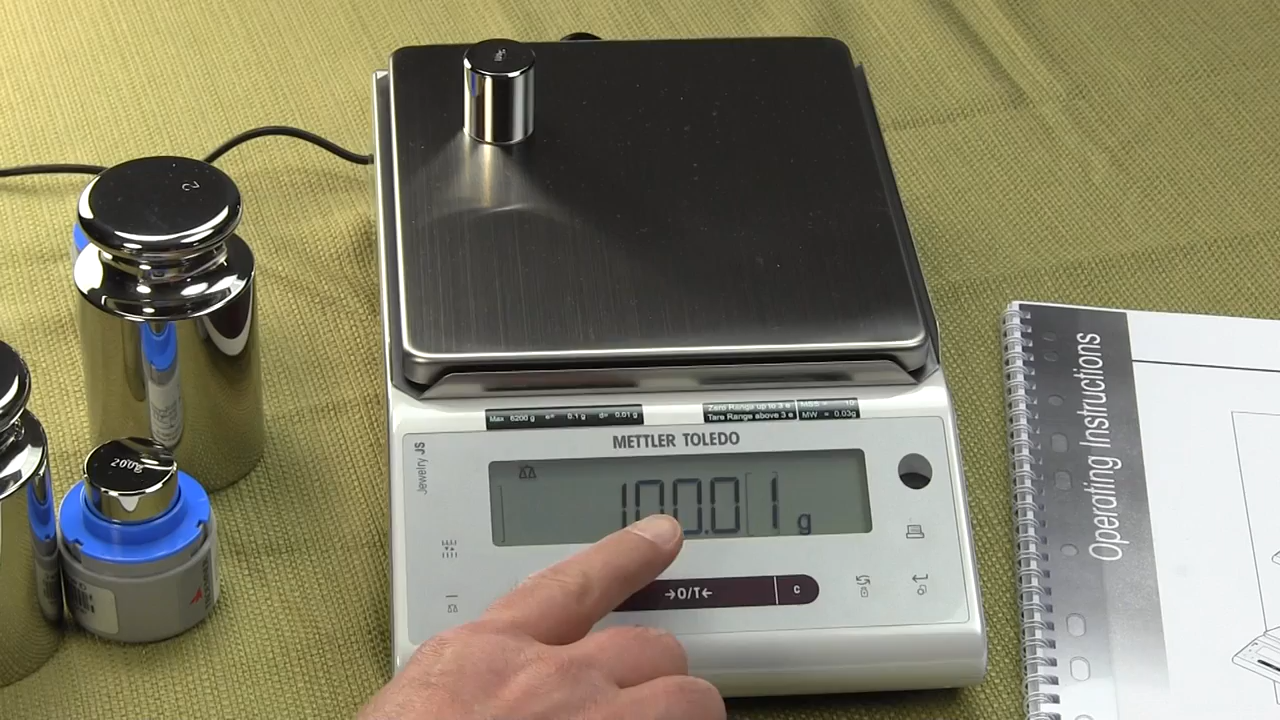 2
200g
Max 6200 g e= 0.1 g d= 0.01 g
Zero Range up to 3 e
Tare Range above 3 e
MW = 0.03g
METTLER TOLEDO
Jewelry JS
100.01 g
→O/T←
C
Operating Instructions